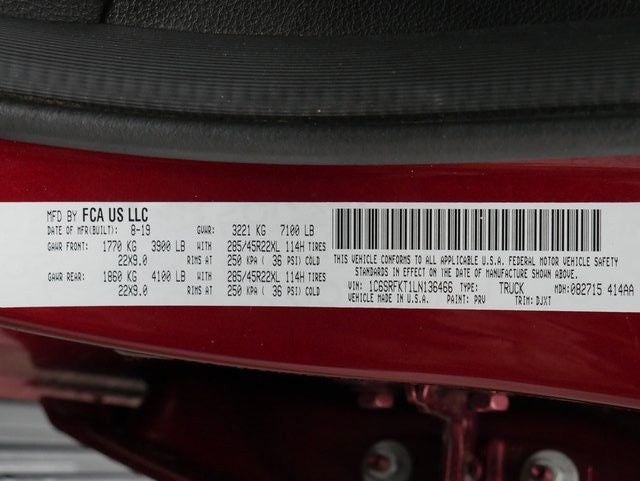 MFD BY FCA US LLC
DATE OF MFR(BUILT): 8-19 GVWR: 3221 KG 7100 LB
GAWR FRONT: 1770 KG 3900 LB WITH 285/45R22XL 114H TIRES
22X9.0 RIMS AT 250 KPA ( 36 PSI) COLD
GAWR REAR: 1860 KG 4100 LB WITH 285/45R22XL 114H TIRES
22X9.0 RIMS AT 250 KPA ( 36 PSI) COLD
THIS VEHICLE CONFORMS TO ALL APPLICABLE U.S.A. FEDERAL MOTOR VEHICLE SAFETY
STANDARDS IN EFFECT ON THE DATE OF MANUFACTURE SHOWN ABOVE.
VIN: 1C6SRFKT1LN136466 TYPE: TRUCK MDH:082715 414AA
VEHICLE MADE IN U.S.A. PAINT: PRV TRIM: DJXT